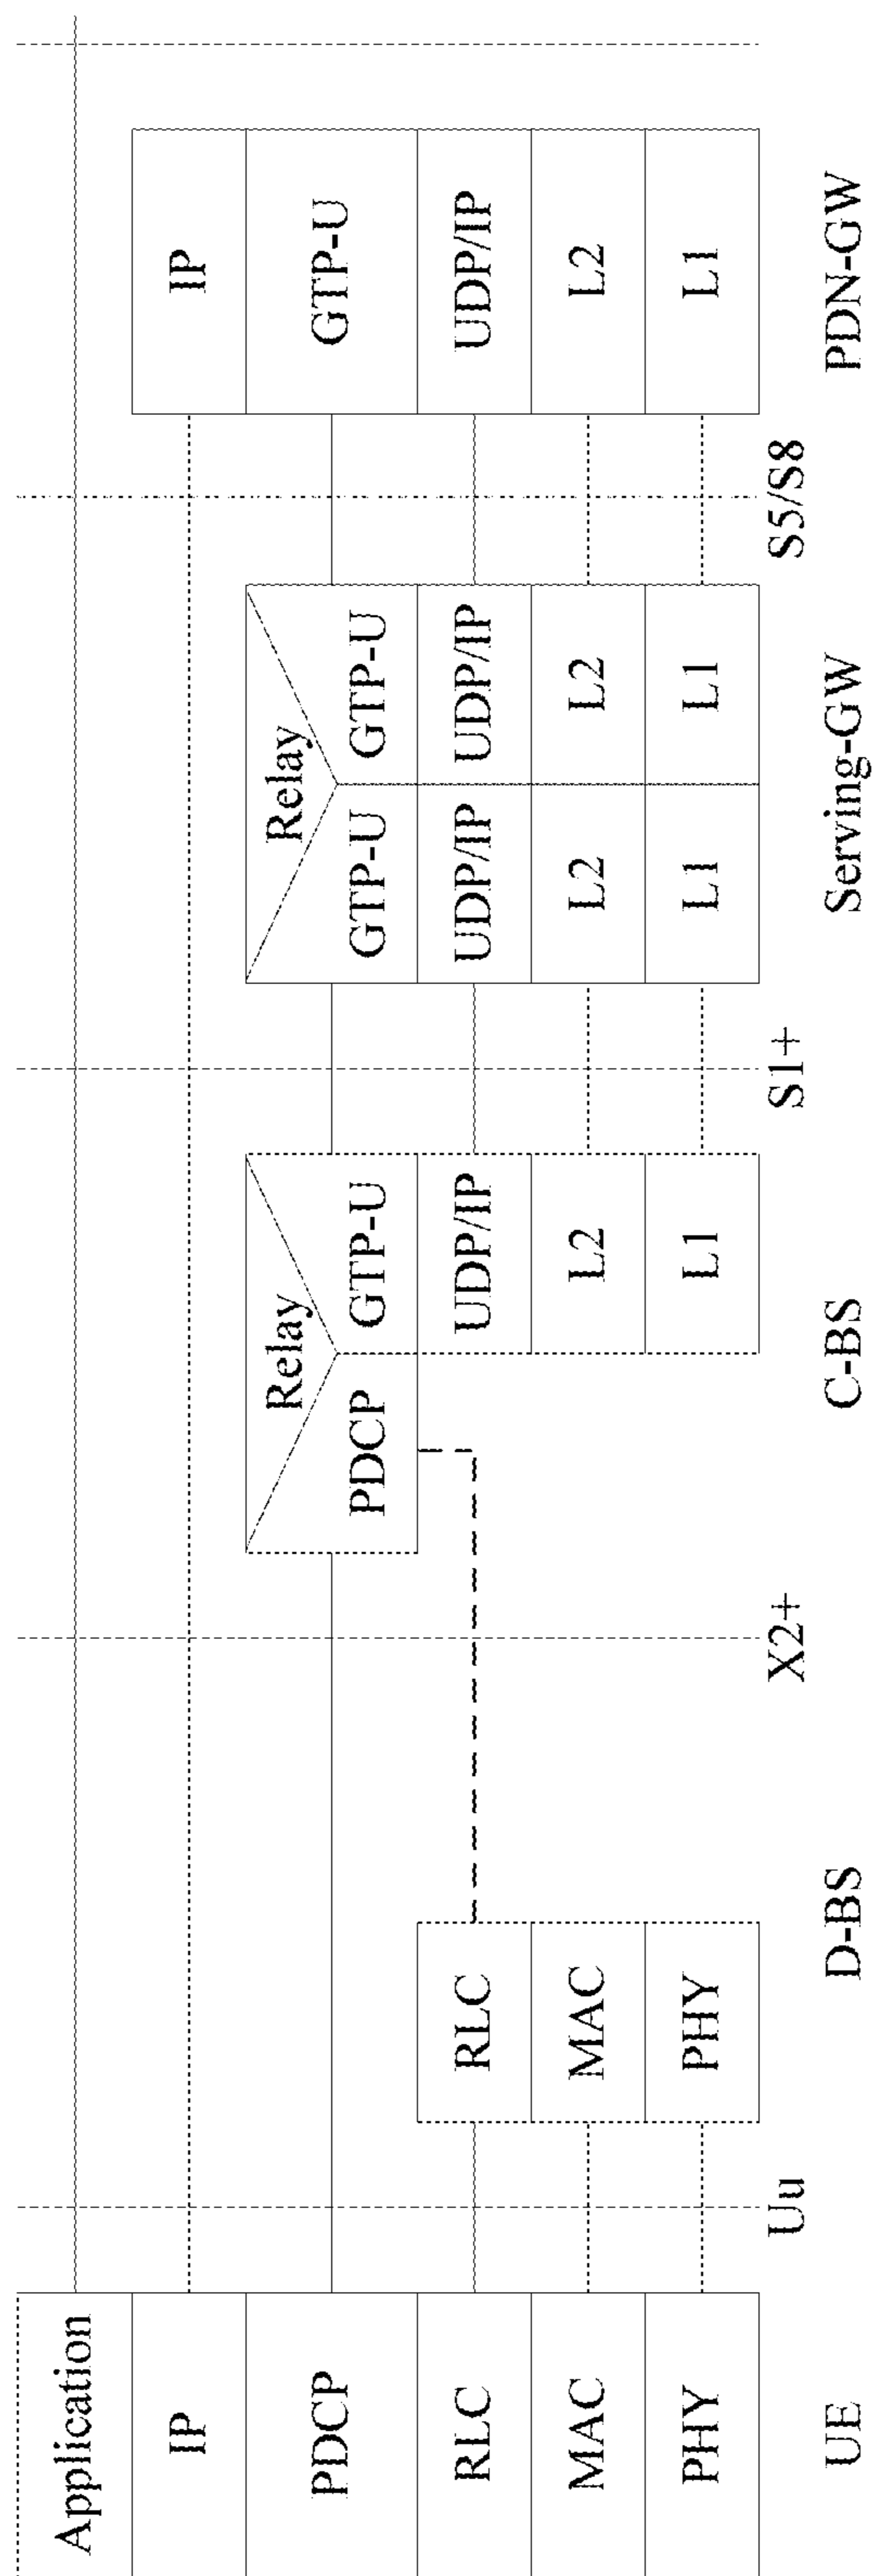 Application
IP
PDCP
RLC
MAC
PHY
UE
Uu
RLC
MAC
PHY
D-BS
X2+
Relay
PDCP
GTP-U
UDP/IP
L2
L1
C-BS
S1+
Relay
GTP-U
GTP-U
UDP/IP
UDP/IP
L2
L2
L1
L1
Serving-GW
S5/S8
IP
GTP-U
UDP/IP
L2
L1
PDN-GW